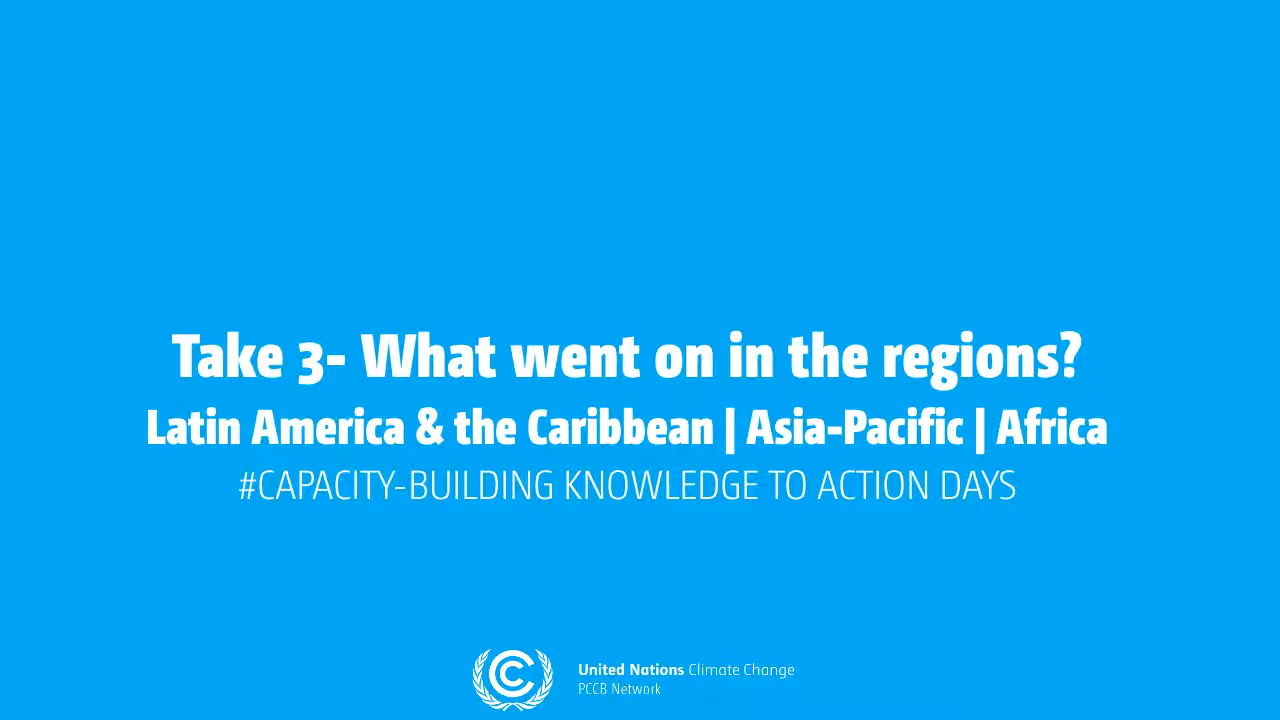 Take 3- What went on in the regions?
Latin America & the Caribbean | Asia-Pacific | Africa
#CAPACITY-BUILDING KNOWLEDGE TO ACTION DAYS
United Nations Climate Change
PCCB Network